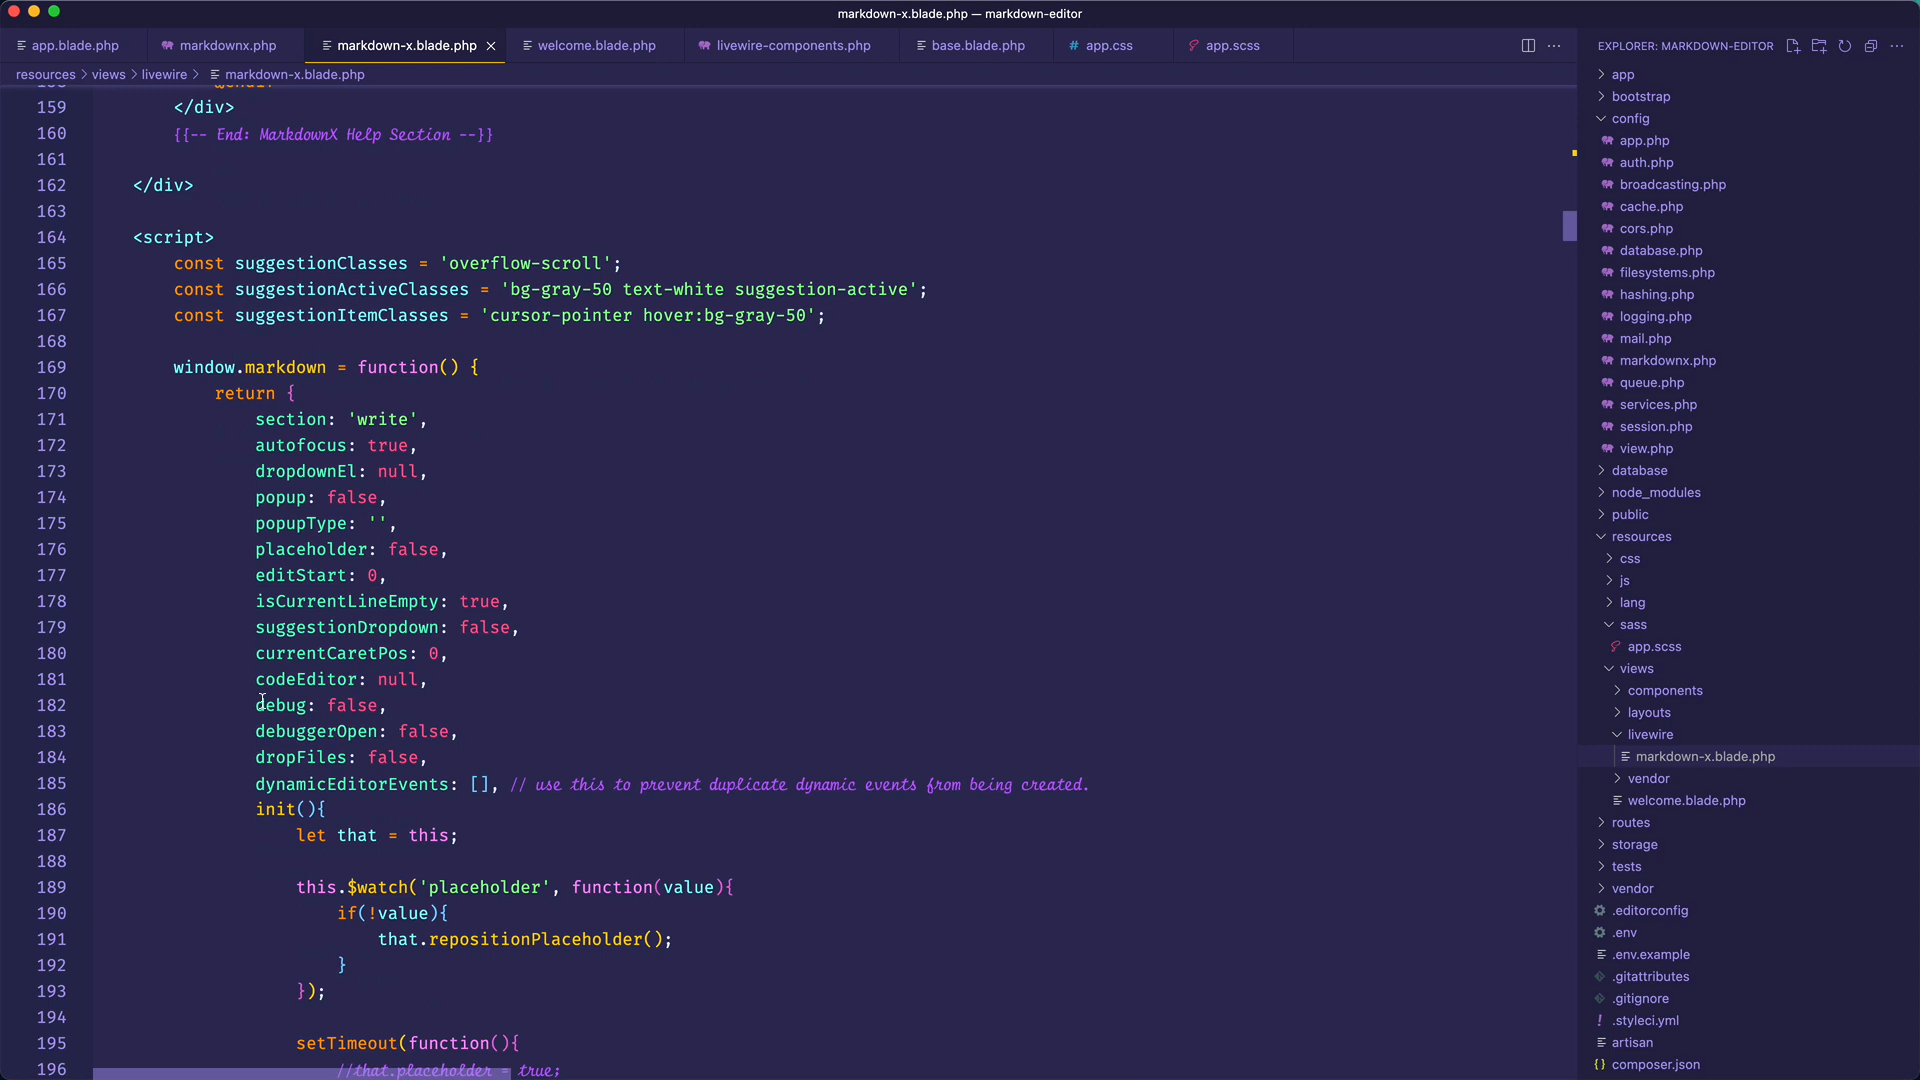 markdown-x.blade.php — markdown-editor
app.blade.php
markdownx.php
markdown-x.blade.php
welcome.blade.php
livewire-components.php
base.blade.php
# app.css
app.scss
resources > views > livewire > markdown-x.blade.php
159 </div>
160 {{-- End: MarkdownX Help Section --}}
161
162 </div>
163
164 <script>
165 const suggestionClasses = 'overflow-scroll';
166 const suggestionActiveClasses = 'bg-gray-50 text-white suggestion-active';
167 const suggestionItemClasses = 'cursor-pointer hover:bg-gray-50';
168
169 window.markdown = function() {
170 return {
171 section: 'write',
172 autofocus: true,
173 dropdownEl: null,
174 popup: false,
175 popupType: '',
176 placeholder: false,
177 editStart: 0,
178 isCurrentLineEmpty: true,
179 suggestionDropdown: false,
180 currentCaretPos: 0,
181 codeEditor: null,
182 debug: false,
183 debuggerOpen: false,
184 dropFiles: false,
185 dynamicEditorEvents: [], // use this to prevent duplicate dynamic events from being created.
186 init(){
187 let that = this;
188
189 this.$watch('placeholder', function(value){
190 if(!value){
191 that.repositionPlaceholder();
192 }
193 });
194
195 setTimeout(function(){
196 //that.placeholder = true;
EXPLORER: MARKDOWN-EDITOR
app
bootstrap
config
app.php
auth.php
broadcasting.php
cache.php
cors.php
database.php
filesystems.php
hashing.php
logging.php
mail.php
markdownx.php
queue.php
services.php
session.php
view.php
database
node_modules
public
resources
css
js
lang
sass
app.scss
views
components
layouts
livewire
markdown-x.blade.php
vendor
welcome.blade.php
routes
storage
tests
vendor
.editorconfig
.env
.env.example
.gitattributes
.gitignore
! .styleci.yml
artisan
{} composer.json